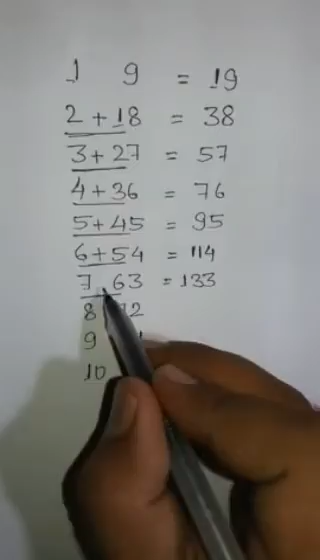 1 9 = 19
2 + 18 = 38
3 + 27 = 57
4 + 36 = 76
5 + 45 = 95
6 + 54 = 114
7 63 = 133
8
9
10